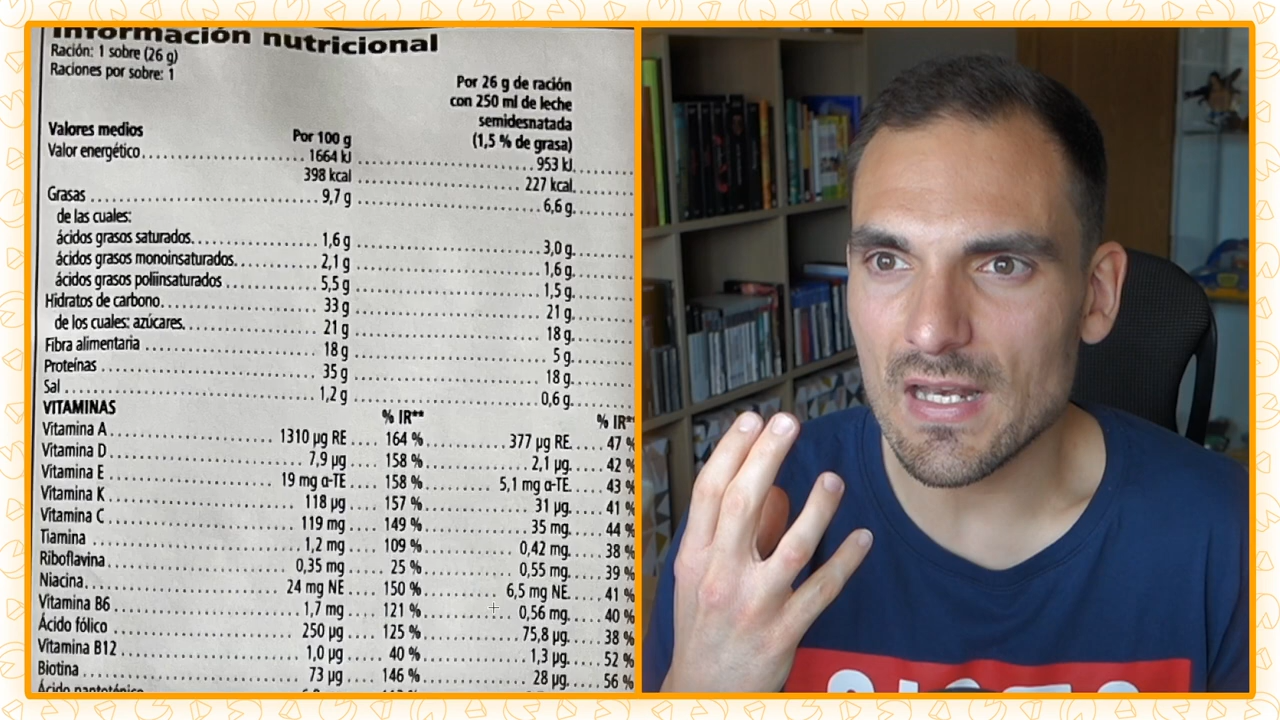 Información nutricional
Ración: 1 sobre (26 g)
Raciones por sobre: 1
Por 26 g de ración
con 250 ml de leche
semidesnatada
(1,5 % de grasa)
Valores medios Por 100 g
Valor energético 1664 kJ 953 kJ
398 kcal 227 kcal
Grasas 9,7 g 6,6 g
de las cuales:
ácidos grasos saturados 1,6 g 3,0 g
ácidos grasos monoinsaturados 2,1 g 1,6 g
ácidos grasos poliinsaturados 5,5 g 1,5 g
Hidratos de carbono 33 g 21 g
de los cuales: azúcares 21 g 18 g
Fibra alimentaria 18 g 5 g
Proteínas 35 g 18 g
Sal 1,2 g 0,6 g
VITAMINAS % IR** % IR**
Vitamina A 1310 µg RE 164 % 377 µg RE 47 %
Vitamina D 7,9 µg 158 % 2,1 µg 42 %
Vitamina E 19 mg α-TE 158 % 5,1 mg α-TE 43 %
Vitamina K 118 µg 157 % 31 µg 41 %
Vitamina C 119 mg 149 % 35 mg 44 %
Tiamina 1,2 mg 109 % 0,42 mg 38 %
Riboflavina 0,35 mg 25 % 0,55 mg 39 %
Niacina 24 mg NE 150 % 6,5 mg NE 41 %
Vitamina B6 1,7 mg 121 % 0,56 mg 40 %
Ácido fólico 250 µg 125 % 75,8 µg 38 %
Vitamina B12 1,0 µg 40 % 1,3 µg 52 %
Biotina 73 µg 146 % 28 µg 56 %
Ácido pantoténico